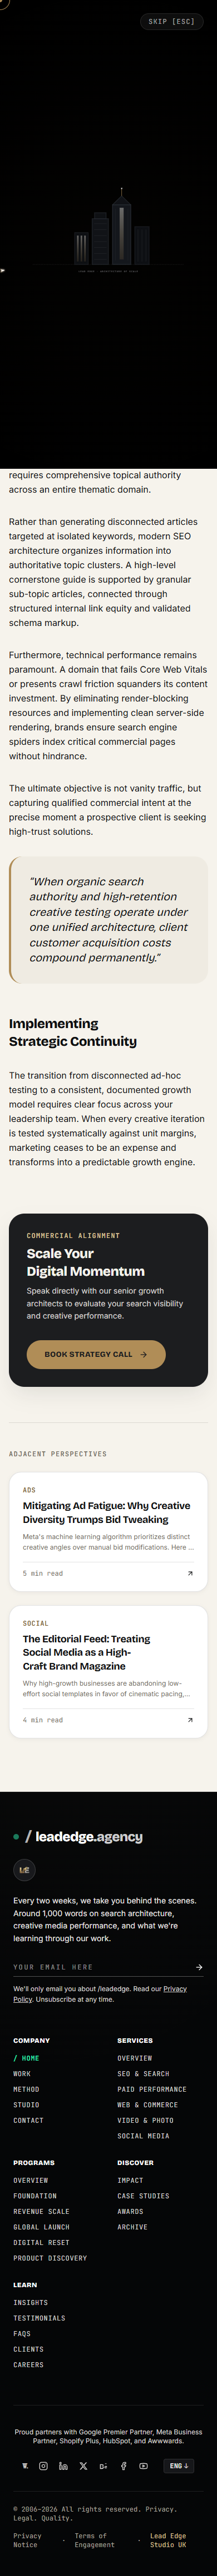 SKIP [ESC]
requires comprehensive topical authority
across an entire thematic domain.
Rather than generating disconnected articles
targeted at isolated keywords, modern SEO
architecture organizes information into
authoritative topic clusters. A high-level
cornerstone guide is supported by granular
sub-topic articles, connected through
structured internal link equity and validated
schema markup.
Furthermore, technical performance remains
paramount. A domain that fails Core Web Vitals
or presents crawl friction squanders its content
investment. By eliminating render-blocking
resources and implementing clean server-side
rendering, brands ensure search engine
spiders index critical commercial pages
without hindrance.
The ultimate objective is not vanity traffic, but
capturing qualified commercial intent at the
precise moment a prospective client is seeking
high-trust solutions.
“When organic search
authority and high-retention
creative testing operate under
one unified architecture, client
customer acquisition costs
compound permanently.”
Implementing
Strategic Continuity
The transition from disconnected ad-hoc
testing to a consistent, documented growth
model requires clear focus across your
leadership team. When every creative iteration
is tested systematically against unit margins,
marketing ceases to be an expense and
transforms into a predictable growth engine.
COMMERCIAL ALIGNMENT
Scale Your
Digital Momentum
Speak directly with our senior growth
architects to evaluate your search visibility
and creative performance.
BOOK STRATEGY CALL →
ADJACENT PERSPECTIVES
ADS
Mitigating Ad Fatigue: Why Creative
Diversity Trumps Bid Tweaking
Meta's machine learning algorithm prioritizes distinct
creative angles over manual bid modifications. Here ...
5 min read ↗
SOCIAL
The Editorial Feed: Treating
Social Media as a High-
Craft Brand Magazine
Why high-growth businesses are abandoning low-
effort social templates in favor of cinematic pacing,...
4 min read ↗
/ leadedge.agency
Every two weeks, we take you behind the scenes.
Around 1,000 words on search architecture,
creative media performance, and what we're
learning through our work.
YOUR EMAIL HERE →
We'll only email you about /leadedge. Read our Privacy
Policy. Unsubscribe at any time.
COMPANY
/ HOME
WORK
METHOD
STUDIO
CONTACT
SERVICES
OVERVIEW
SEO & SEARCH
PAID PERFORMANCE
WEB & COMMERCE
VIDEO & PHOTO
SOCIAL MEDIA
PROGRAMS
OVERVIEW
FOUNDATION
REVENUE SCALE
GLOBAL LAUNCH
DIGITAL RESET
PRODUCT DISCOVERY
DISCOVER
IMPACT
CASE STUDIES
AWARDS
ARCHIVE
LEARN
INSIGHTS
TESTIMONIALS
FAQS
CLIENTS
CAREERS
Proud partners with Google Premier Partner, Meta Business
Partner, Shopify Plus, HubSpot, and Awwwards.
ENG ↓
© 2006–2026 All rights reserved. Privacy.
Legal. Quality.
Privacy
Notice
·
Terms of
Engagement
·
Lead Edge
Studio UK